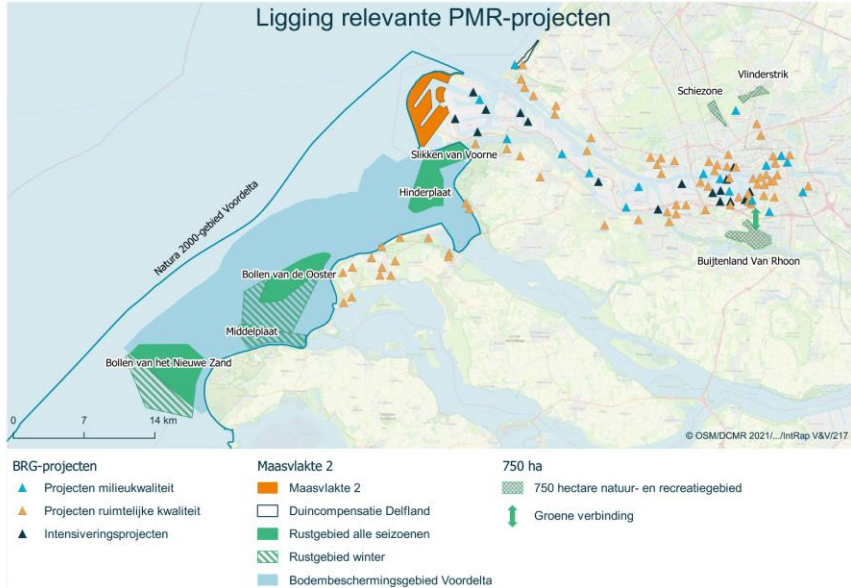 Ligging relevante PMR-projecten
Vlinderstrik
Schiezone
Slikken van Voorne
Hinderplaat
Natura 2000-gebied Voordelta
Buijtenland Van Rhoon
Bollen van de Ooster
Middelplaat
Bollen van het Nieuwe Zand
0 7 14 km
© OSM/DCMR 2021/.../IntRap V&V/217
BRG-projecten
Projecten milieukwaliteit
Projecten ruimtelijke kwaliteit
Intensiveringsprojecten
Maasvlakte 2
Maasvlakte 2
Duincompensatie Delfland
Rustgebied alle seizoenen
Rustgebied winter
Bodembeschermingsgebied Voordelta
750 ha
750 hectare natuur- en recreatiegebied
Groene verbinding